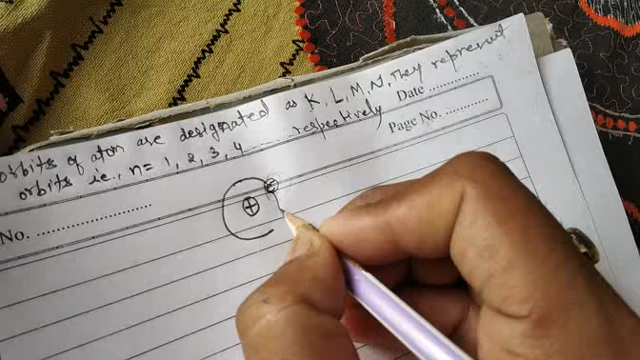 orbits of atom are designated as K, L, M, N, They represent
orbits i.e., n = 1, 2, 3, 4 ...... respectively
Date ..............
Page No. ............
No. ..............................